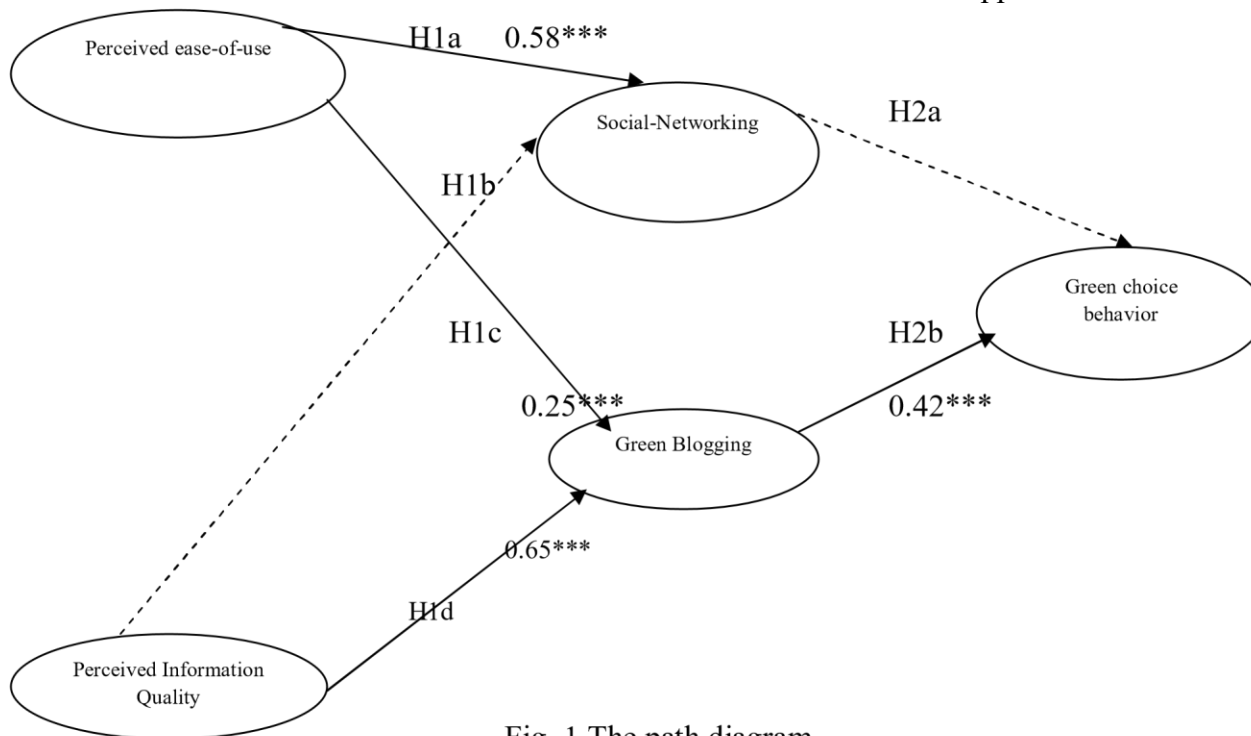 Perceived ease-of-use
H1a 0.58***
Social-Networking
H2a
H1b
Green choice
behavior
H1c
H2b
0.25***
0.42***
Green Blogging
0.65***
H1d
Perceived Information
Quality
Fig. 1 The path diagram